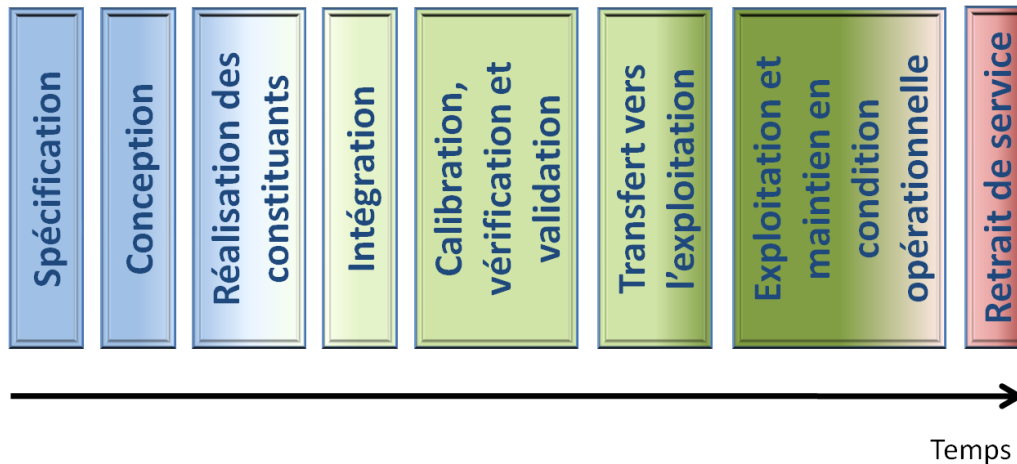 Spécification
Conception
Réalisation des
constituants
Intégration
Calibration,
vérification et
validation
Transfert vers
l'exploitation
Exploitation et
maintien en
condition
opérationnelle
Retrait de service
Temps